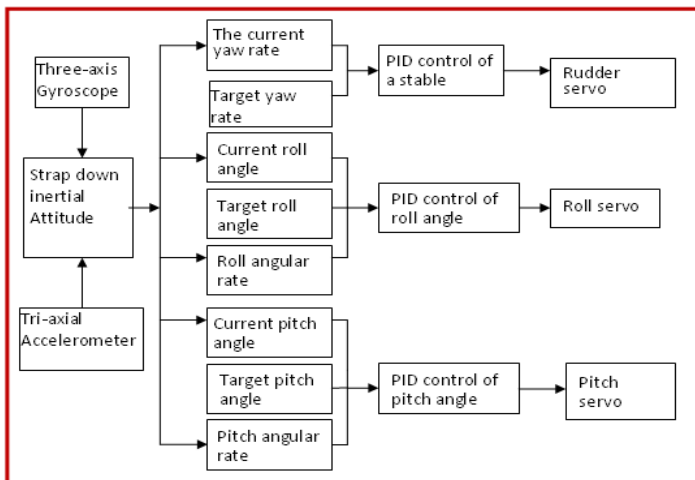 Three-axis
Gyroscope
Strap down
inertial
Attitude
Tri-axial
Accelerometer
The current
yaw rate
Target yaw
rate
Current roll
angle
Target roll
angle
Roll angular
rate
Current pitch
angle
Target pitch
angle
Pitch angular
rate
PID control of
a stable
PID control of
roll angle
PID control of
pitch angle
Rudder
servo
Roll servo
Pitch
servo